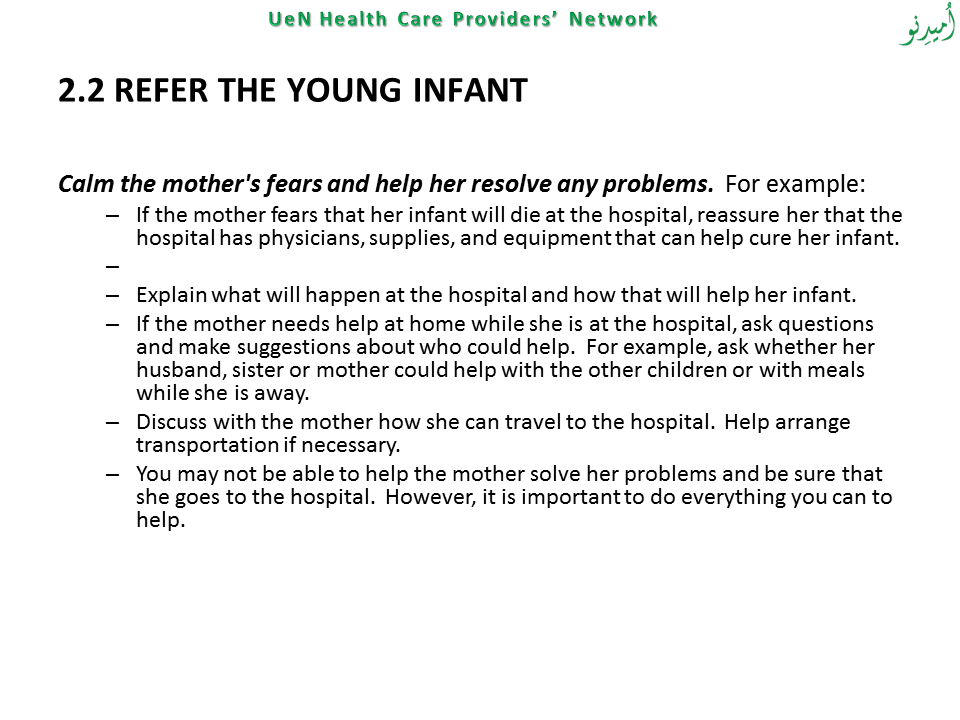 UeN Health Care Providers’ Network
اُمیدِنو
2.2 REFER THE YOUNG INFANT
Calm the mother's fears and help her resolve any problems. For example:
– If the mother fears that her infant will die at the hospital, reassure her that the
hospital has physicians, supplies, and equipment that can help cure her infant.
–
– Explain what will happen at the hospital and how that will help her infant.
– If the mother needs help at home while she is at the hospital, ask questions
and make suggestions about who could help. For example, ask whether her
husband, sister or mother could help with the other children or with meals
while she is away.
– Discuss with the mother how she can travel to the hospital. Help arrange
transportation if necessary.
– You may not be able to help the mother solve her problems and be sure that
she goes to the hospital. However, it is important to do everything you can to
help.